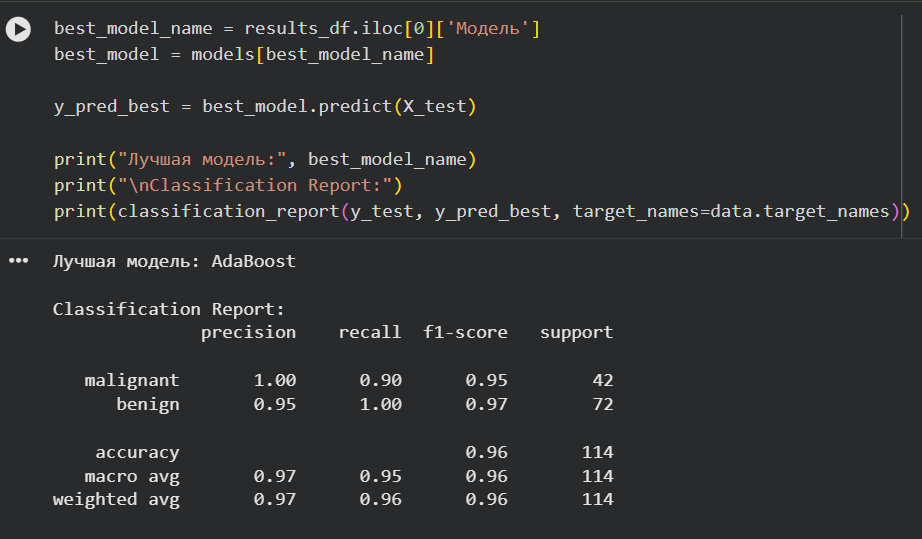 best_model_name = results_df.iloc[0]['Модель']
best_model = models[best_model_name]
y_pred_best = best_model.predict(X_test)
print("Лучшая модель:", best_model_name)
print("\nClassification Report:")
print(classification_report(y_test, y_pred_best, target_names=data.target_names))
Лучшая модель: AdaBoost
Classification Report:
precision recall f1-score support
malignant 1.00 0.90 0.95 42
benign 0.95 1.00 0.97 72
accuracy 0.96 114
macro avg 0.97 0.95 0.96 114
weighted avg 0.97 0.96 0.96 114